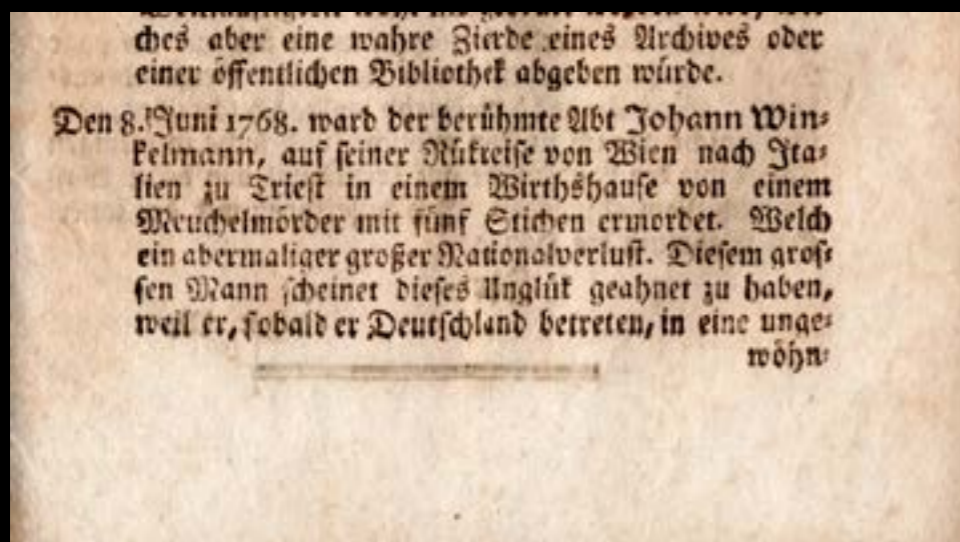 ches aber eine wahre Zierde eines Archives oder
einer öffentlichen Bibliothek abgeben würde.
Den 8. Juni 1768. ward der berühmte Abt Johann Win-
kelmann, auf seiner Rükreise von Wien nach Ita-
lien zu Triest in einem Wirthshause von einem
Meuchelmörder mit fünf Stichen ermordet. Welch
ein abermaliger großer Nationalverlust. Diesem gros-
sen Mann scheinet dieses Unglük geahnet zu haben,
weil er, sobald er Deutschland betreten, in eine unge-
wöhn-